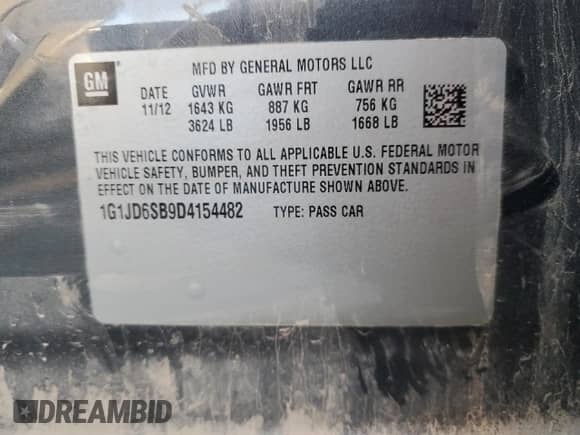 GM
MFD BY GENERAL MOTORS LLC
DATE GVWR GAWR FRT GAWR RR
11/12 1643 KG 887 KG 756 KG
3624 LB 1956 LB 1668 LB
THIS VEHICLE CONFORMS TO ALL APPLICABLE U.S. FEDERAL MOTOR
VEHICLE SAFETY, BUMPER, AND THEFT PREVENTION STANDARDS IN
EFFECT ON THE DATE OF MANUFACTURE SHOWN ABOVE.
1G1JD6SB9D4154482 TYPE: PASS CAR
DREAMBID